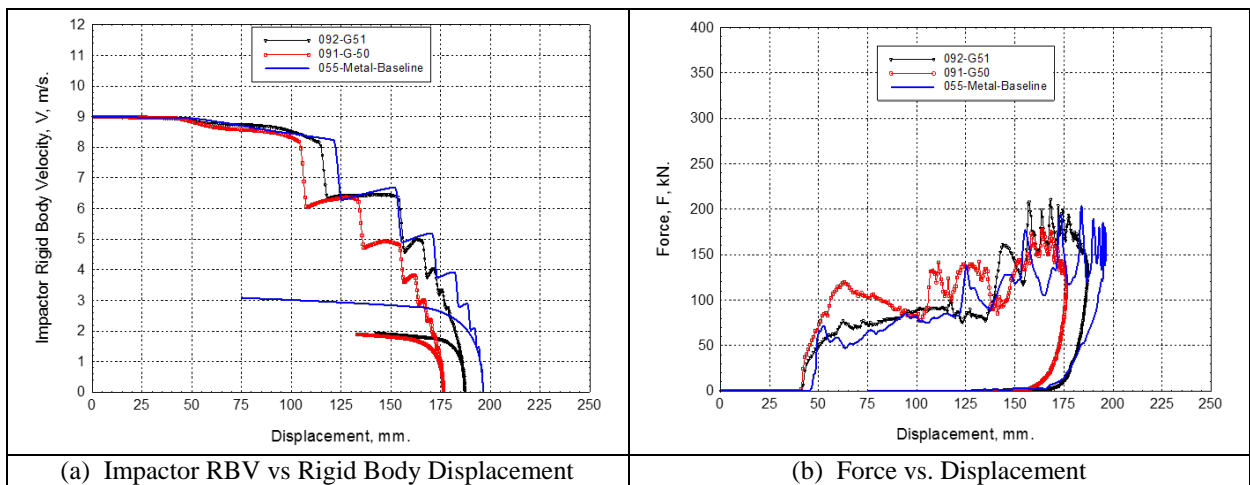 12
11
10
9
8
7
6
5
4
3
2
1
0
Impactor Rigid Body Velocity, V, m/s.
092-G51
091-G-50
055-Metal-Baseline
0 25 50 75 100 125 150 175 200 225 250
Displacement, mm.
400
350
300
250
200
150
100
50
0
Force, F, kN.
092-G51
091-G50
055-Metal-Baseline
0 25 50 75 100 125 150 175 200 225 250
Displacement, mm.
(a) Impactor RBV vs Rigid Body Displacement
(b) Force vs. Displacement